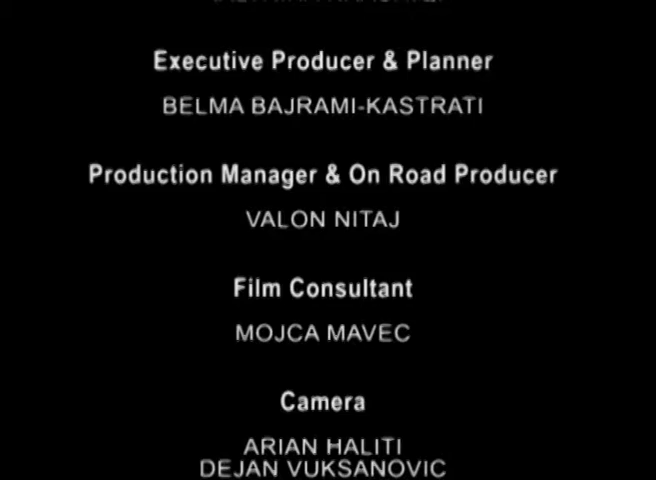 Executive Producer & Planner
BELMA BAJRAMI-KASTRATI
Production Manager & On Road Producer
VALON NITAJ
Film Consultant
MOJCA MAVEC
Camera
ARIAN HALITI
DEJAN VUKSANOVIC